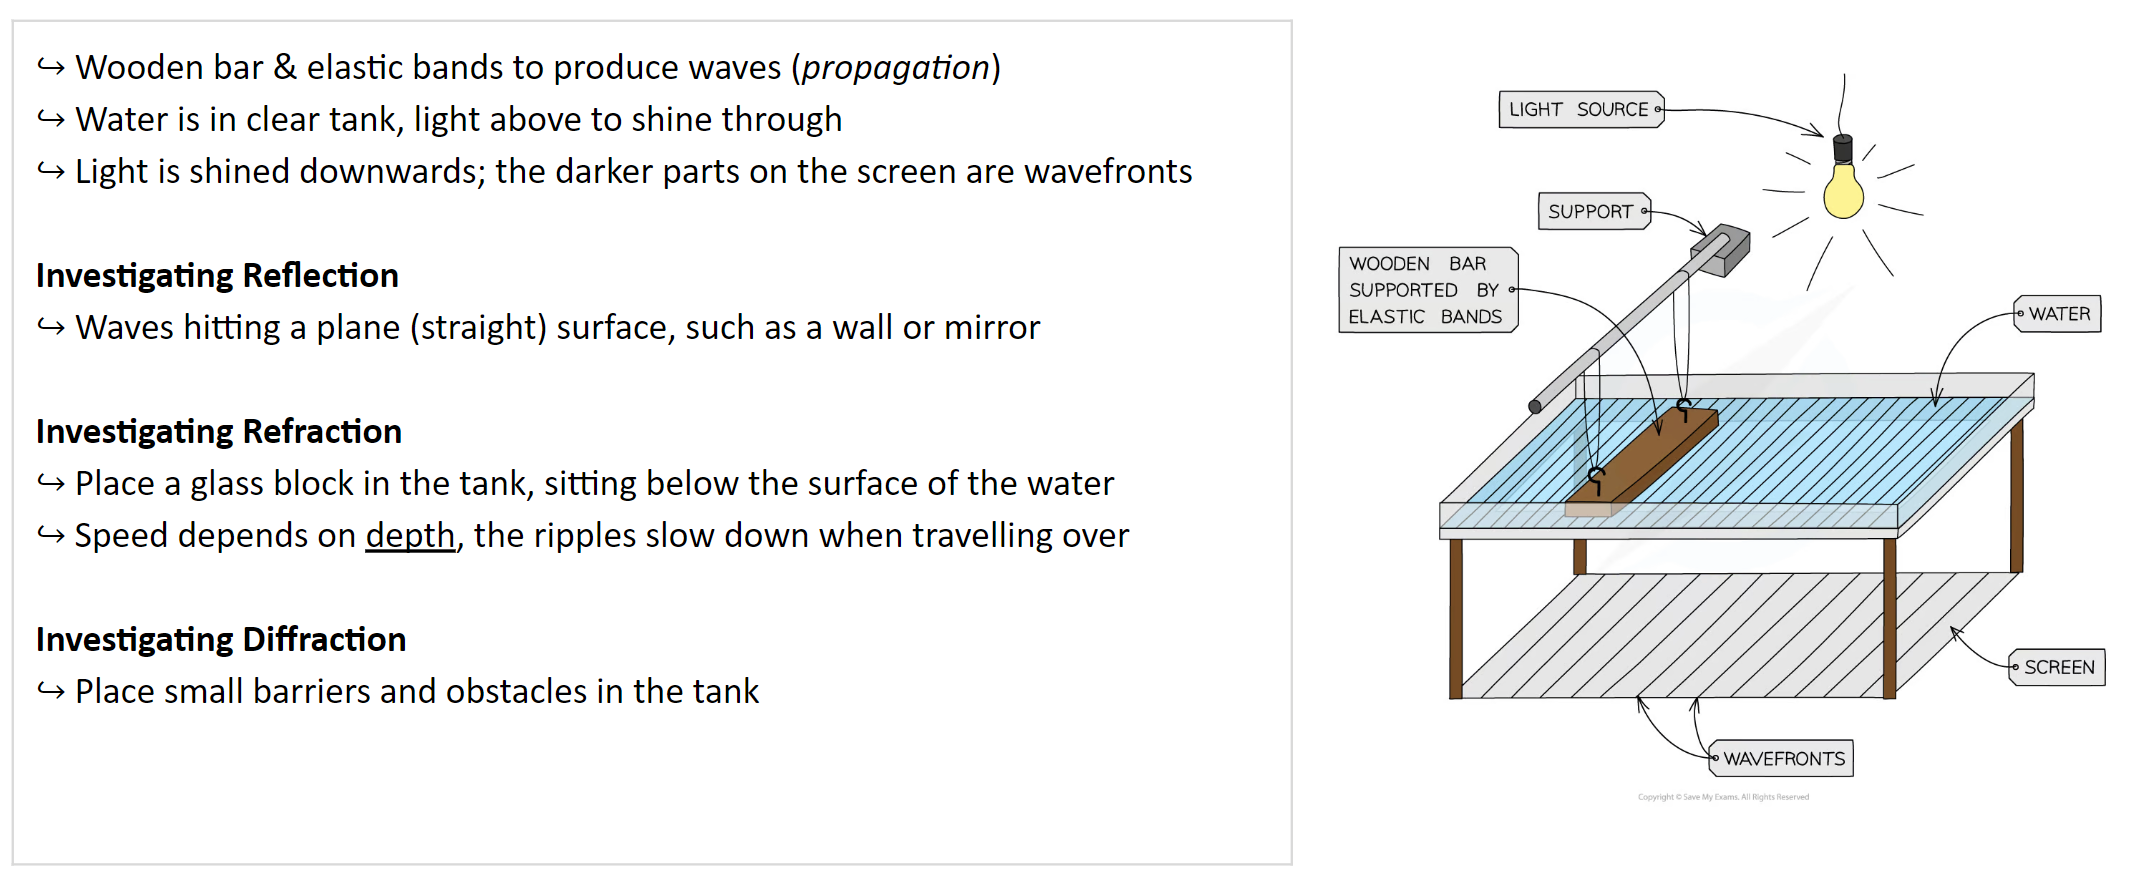 ↪ Wooden bar & elastic bands to produce waves (propagation)
↪ Water is in clear tank, light above to shine through
↪ Light is shined downwards; the darker parts on the screen are wavefronts
Investigating Reflection
↪ Waves hitting a plane (straight) surface, such as a wall or mirror
Investigating Refraction
↪ Place a glass block in the tank, sitting below the surface of the water
↪ Speed depends on depth, the ripples slow down when travelling over
Investigating Diffraction
↪ Place small barriers and obstacles in the tank
LIGHT SOURCE
SUPPORT
WOODEN BAR
SUPPORTED BY
ELASTIC BANDS
WATER
SCREEN
WAVEFRONTS
Copyright © Save My Exams. All Rights Reserved